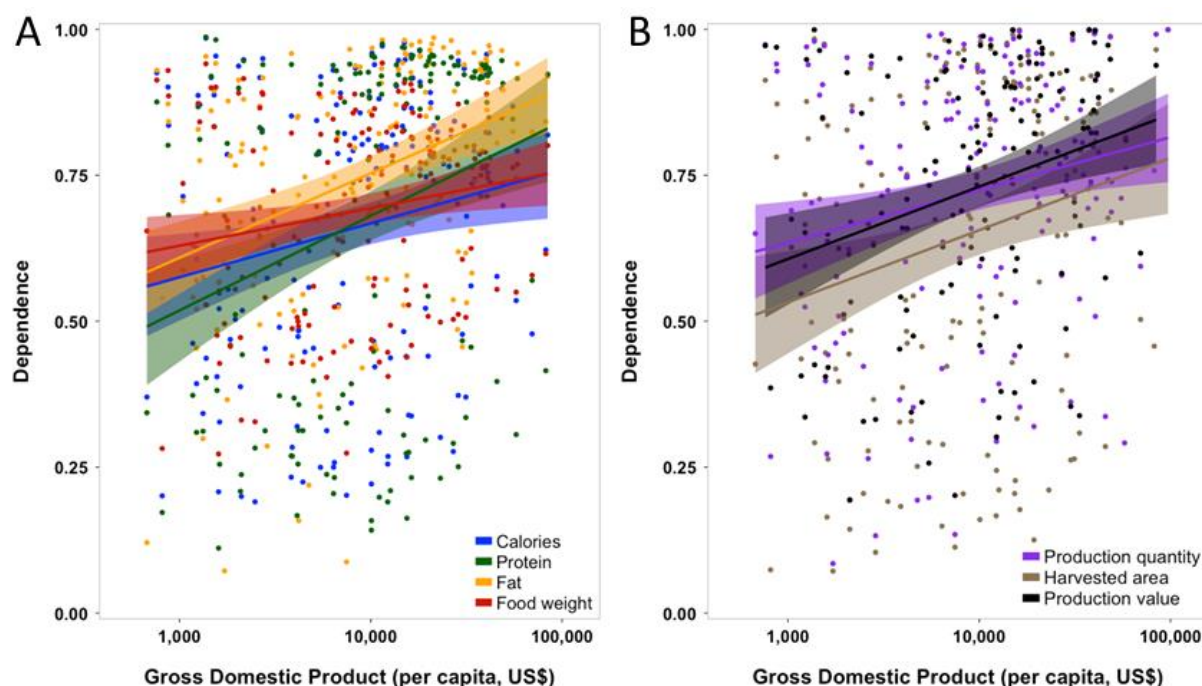 A
1.00
0.75
0.50
0.25
0.00
Dependence
Calories
Protein
Fat
Food weight
1,000
10,000
100,000
Gross Domestic Product (per capita, US$)
B
1.00
0.75
0.50
0.25
0.00
Dependence
Production quantity
Harvested area
Production value
1,000
10,000
100,000
Gross Domestic Product (per capita, US$)